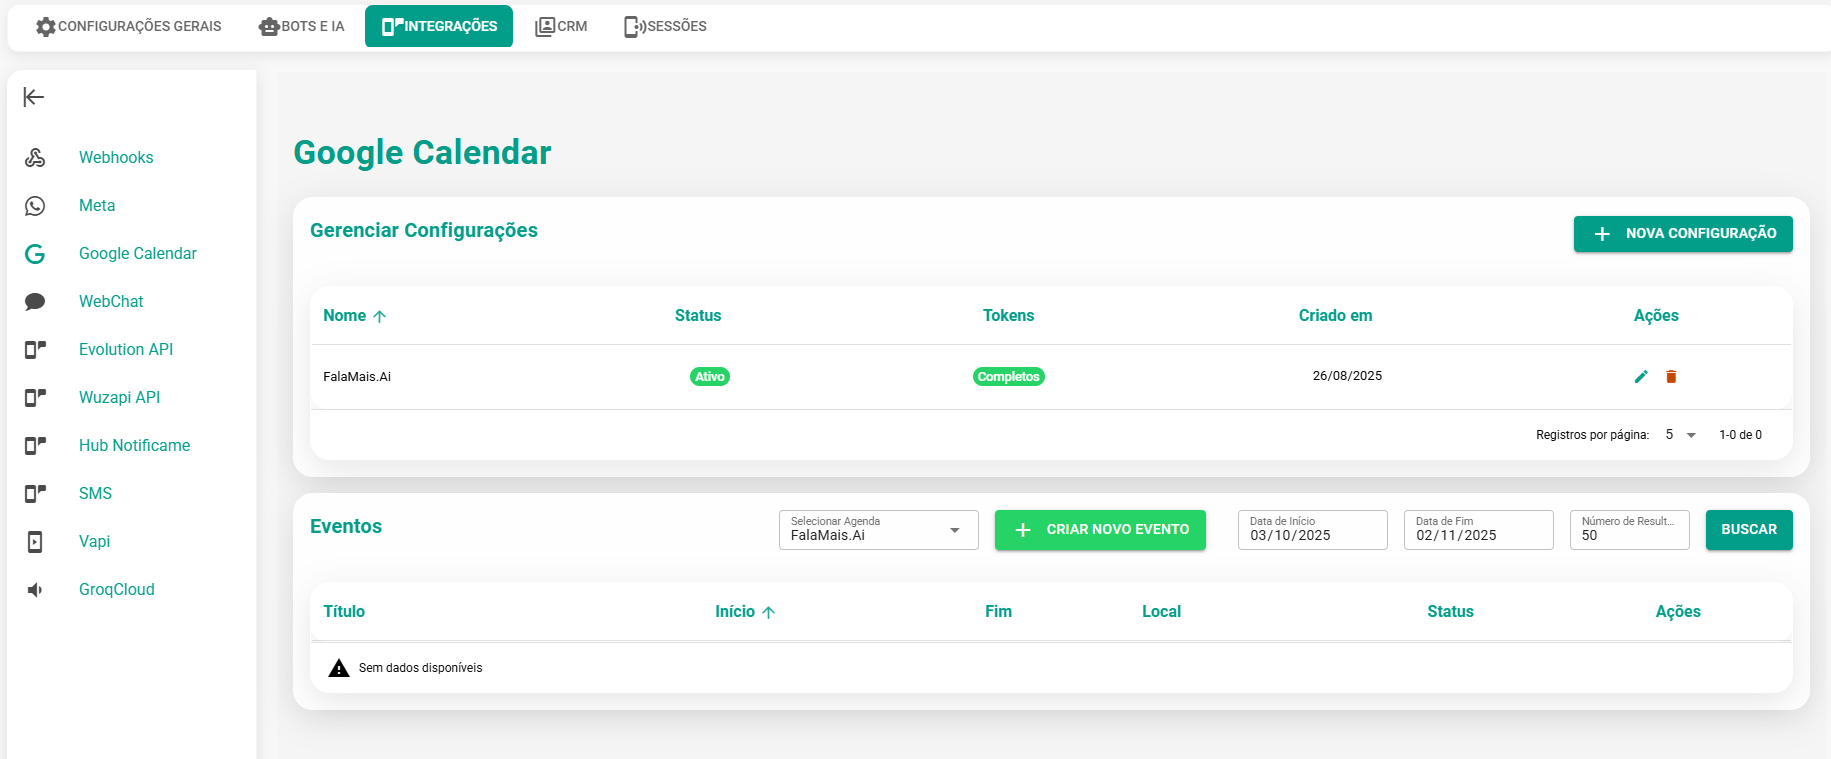 CONFIGURAÇÕES GERAIS BOTS E IA INTEGRAÇÕES CRM SESSÕES
Webhooks
Meta
Google Calendar
WebChat
Evolution API
Wuzapi API
Hub Notificame
SMS
Vapi
GroqCloud
Google Calendar
Gerenciar Configurações NOVA CONFIGURAÇÃO
Nome Status Tokens Criado em Ações
FalaMais.Ai Ativo Completos 26/08/2025
Registros por página: 5 1-0 de 0
Eventos
Selecionar Agenda
FalaMais.Ai
CRIAR NOVO EVENTO
Data de Início
03/10/2025
Data de Fim
02/11/2025
Número de Result...
50
BUSCAR
Título Início Fim Local Status Ações
Sem dados disponíveis